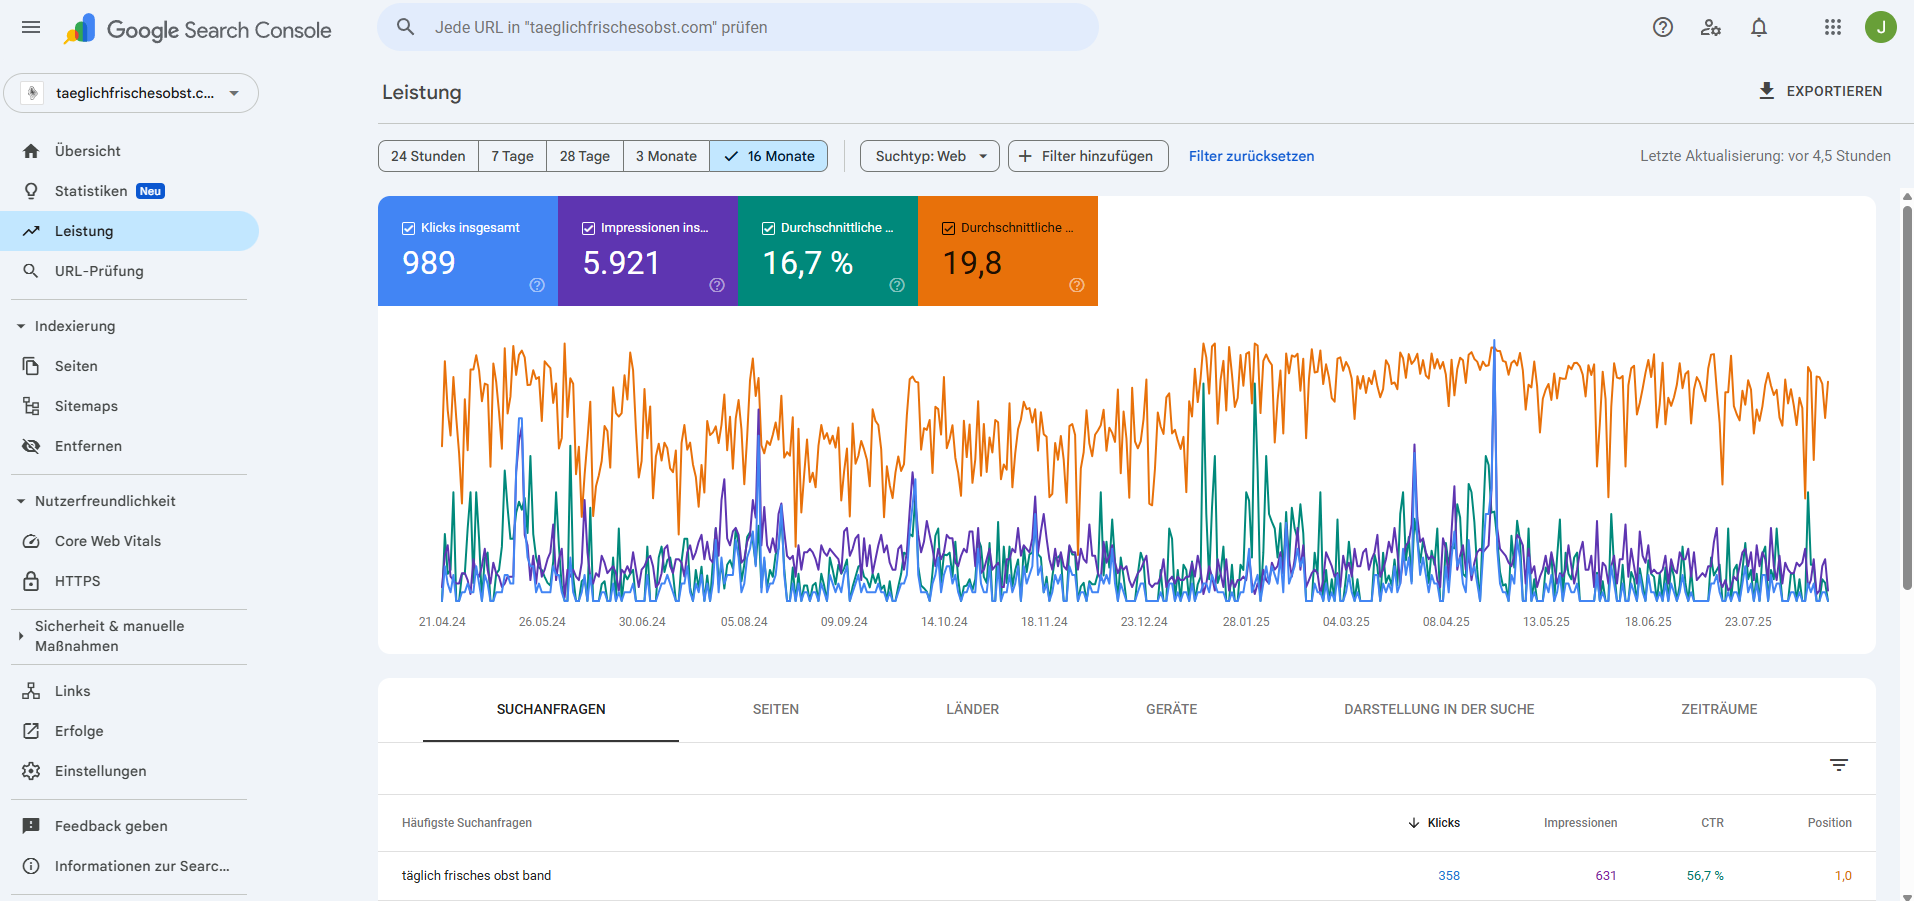 Google Search Console
Jede URL in "taeglichfrischesobst.com" prüfen
J
taeglichfrischesobst.c...
Leistung
EXPORTIEREN
Übersicht
Statistiken Neu
Leistung
URL-Prüfung
Indexierung
Seiten
Sitemaps
Entfernen
Nutzerfreundlichkeit
Core Web Vitals
HTTPS
Sicherheit & manuelle
Maßnahmen
Links
Erfolge
Einstellungen
Feedback geben
Informationen zur Searc...
24 Stunden 7 Tage 28 Tage 3 Monate 16 Monate Suchtyp: Web Filter hinzufügen Filter zurücksetzen Letzte Aktualisierung: vor 4,5 Stunden
Klicks insgesamt
989
Impressionen ins...
5.921
Durchschnittliche ...
16,7 %
Durchschnittliche ...
19,8
21.04.24 26.05.24 30.06.24 05.08.24 09.09.24 14.10.24 18.11.24 23.12.24 28.01.25 04.03.25 08.04.25 13.05.25 18.06.25 23.07.25
SUCHANFRAGEN SEITEN LÄNDER GERÄTE DARSTELLUNG IN DER SUCHE ZEITRÄUME
Häufigste Suchanfragen Klicks Impressionen CTR Position
täglich frisches obst band 358 631 56,7 % 1,0